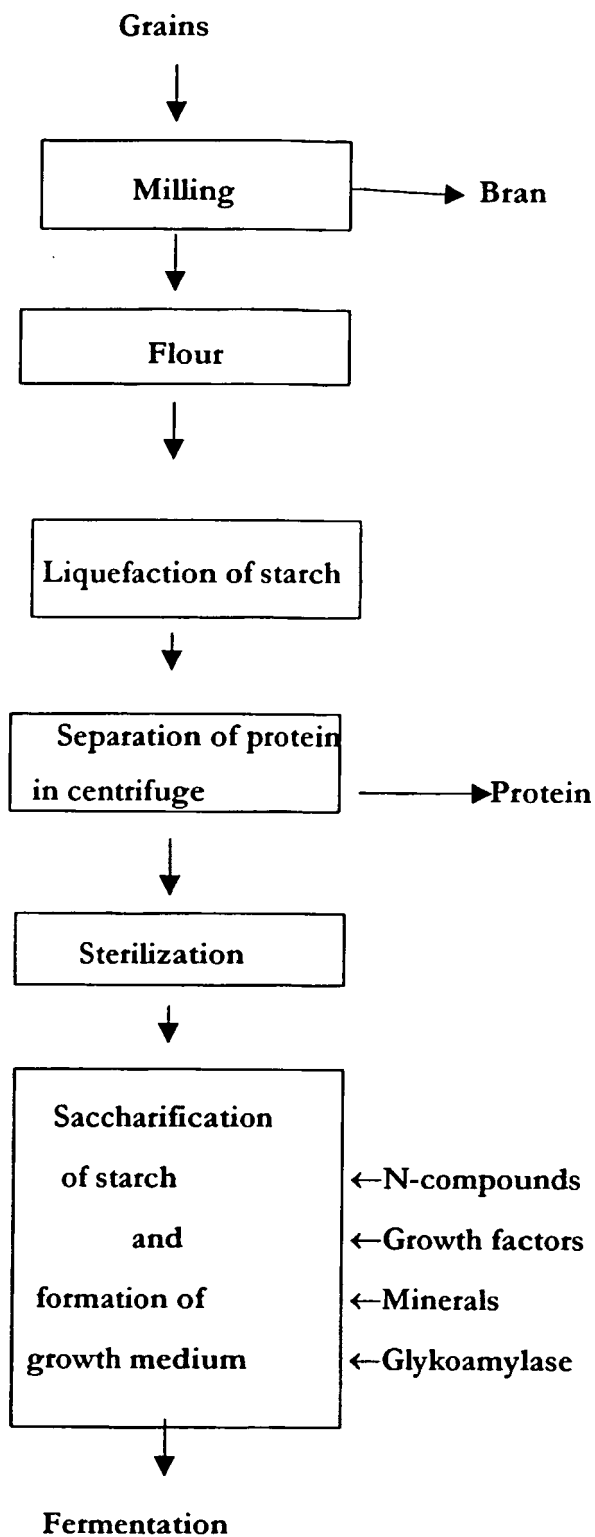 Grains
Milling
Bran
Flour
Liquefaction of starch
Separation of protein
in centrifuge
Protein
Sterilization
Saccharification
of starch
←N-compounds
and
←Growth factors
formation of
←Minerals
growth medium
←Glykoamylase
Fermentation